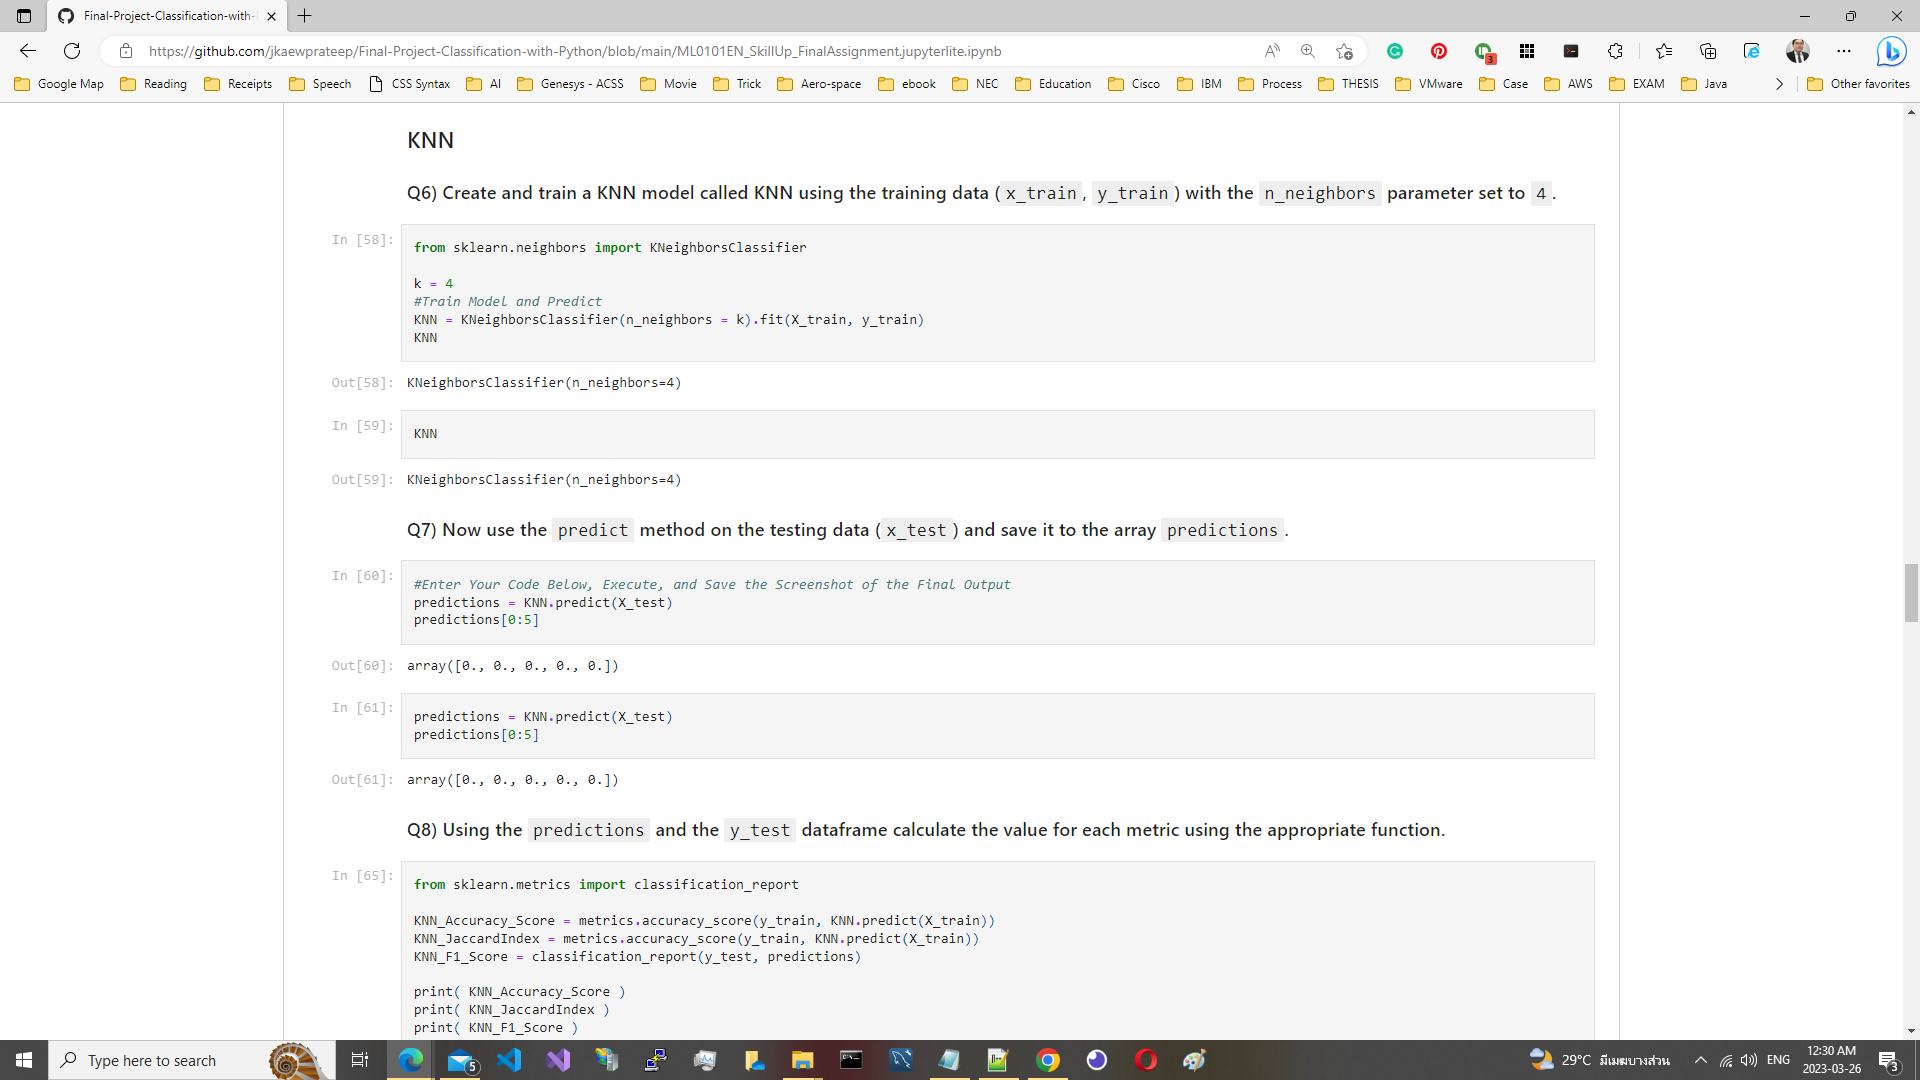 Final-Project-Classification-with-
https://github.com/jkaewprateep/Final-Project-Classification-with-Python/blob/main/ML0101EN_SkillUp_FinalAssignment.jupyterlite.ipynb
3
Google Map Reading Receipts Speech CSS Syntax AI Genesys - ACSS Movie Trick Aero-space ebook NEC Education Cisco IBM Process THESIS VMware Case AWS EXAM Java Other favorites
KNN
Q6) Create and train a KNN model called KNN using the training data ( x_train , y_train ) with the n_neighbors parameter set to 4 .
In [58]:
from sklearn.neighbors import KNeighborsClassifier
k = 4
#Train Model and Predict
KNN = KNeighborsClassifier(n_neighbors = k).fit(X_train, y_train)
KNN
Out[58]: KNeighborsClassifier(n_neighbors=4)
In [59]:
KNN
Out[59]: KNeighborsClassifier(n_neighbors=4)
Q7) Now use the predict method on the testing data ( x_test ) and save it to the array predictions .
In [60]:
#Enter Your Code Below, Execute, and Save the Screenshot of the Final Output
predictions = KNN.predict(X_test)
predictions[0:5]
Out[60]: array([0., 0., 0., 0., 0.])
In [61]:
predictions = KNN.predict(X_test)
predictions[0:5]
Out[61]: array([0., 0., 0., 0., 0.])
Q8) Using the predictions and the y_test dataframe calculate the value for each metric using the appropriate function.
In [65]:
from sklearn.metrics import classification_report
KNN_Accuracy_Score = metrics.accuracy_score(y_train, KNN.predict(X_train))
KNN_JaccardIndex = metrics.accuracy_score(y_train, KNN.predict(X_train))
KNN_F1_Score = classification_report(y_test, predictions)
print( KNN_Accuracy_Score )
print( KNN_JaccardIndex )
print( KNN_F1_Score )
Type here to search
5
29°C มีเมฆบางส่วน
ENG
12:30 AM
2023-03-26
3